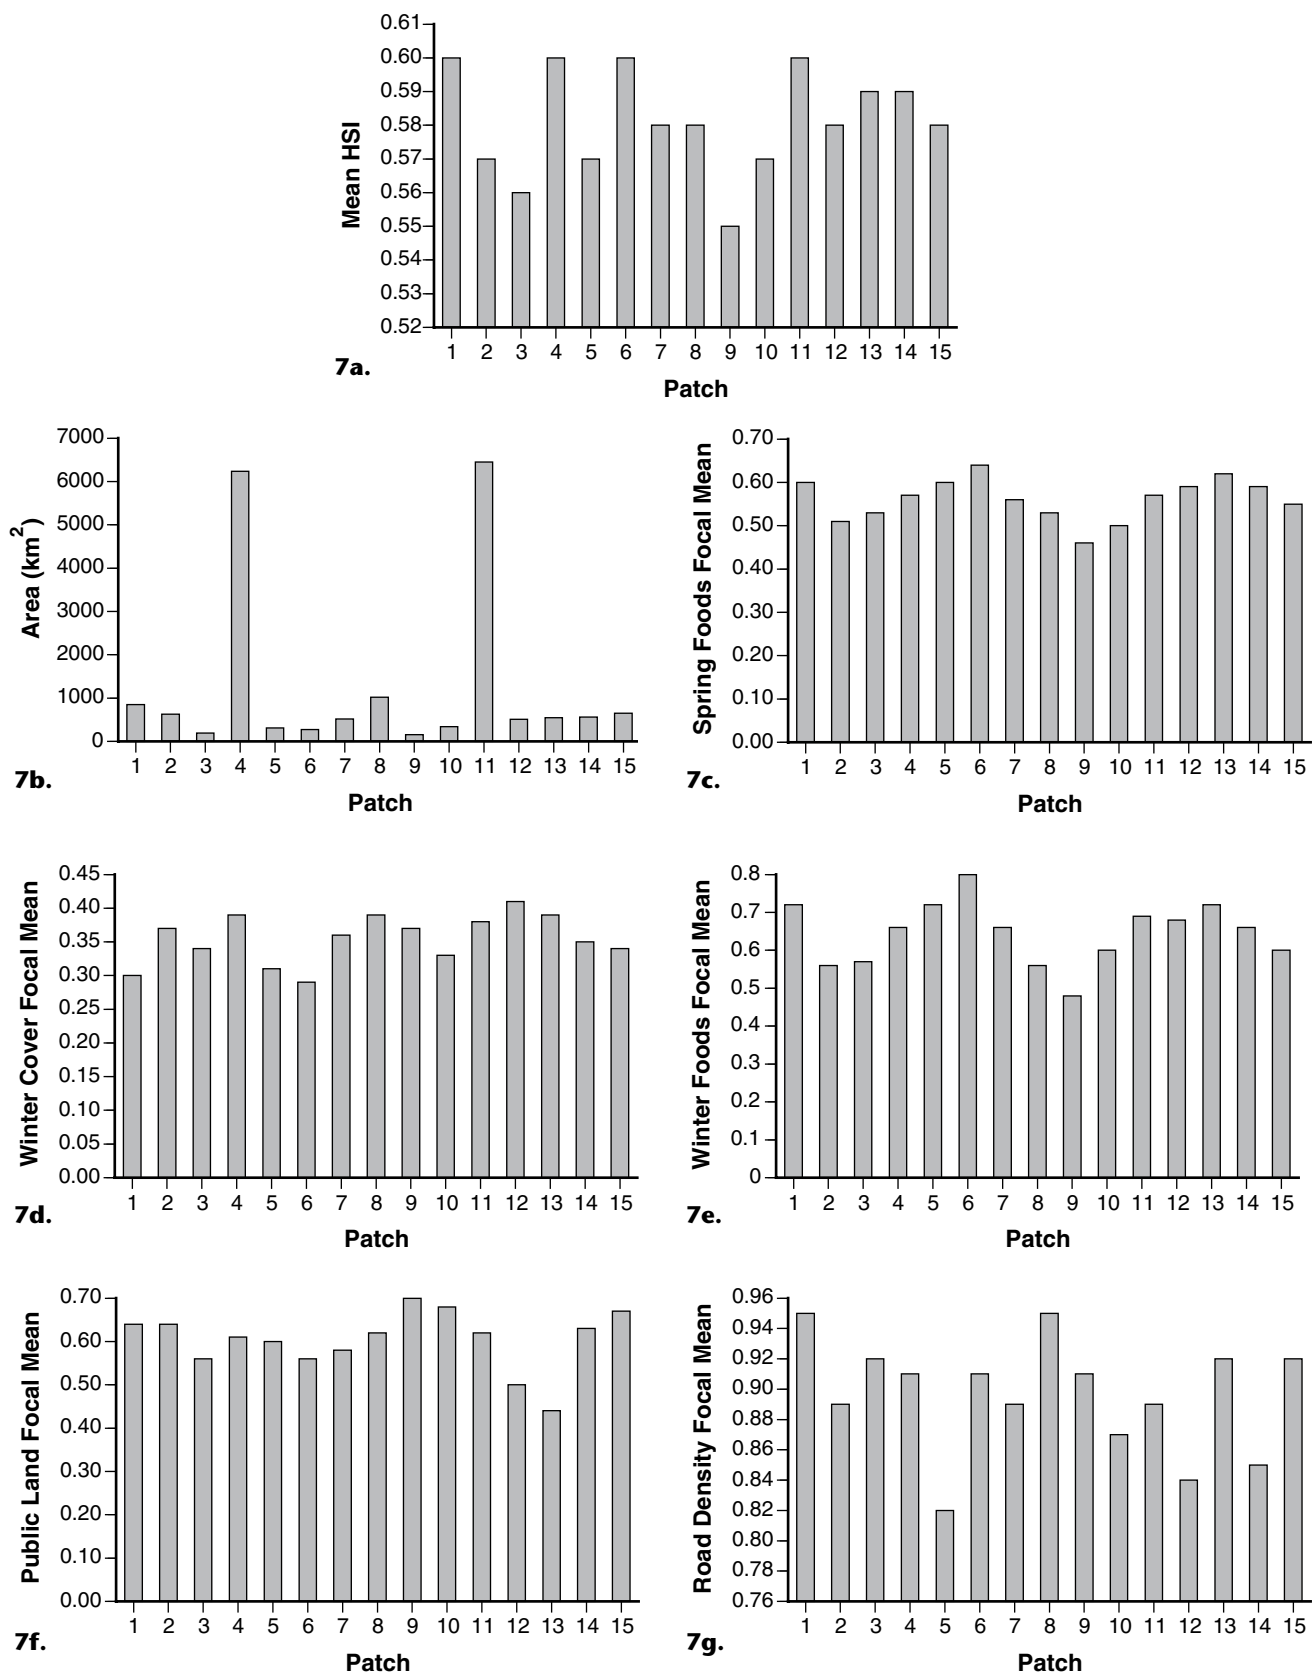 0.61
0.60
0.59
0.58
0.57
0.56
0.55
0.54
0.53
0.52
Mean HSI
1 2 3 4 5 6 7 8 9 10 11 12 13 14 15
7a.
Patch
7000
6000
5000
4000
3000
2000
1000
0
Area (km²)
1 2 3 4 5 6 7 8 9 10 11 12 13 14 15
7b.
Patch
0.70
0.60
0.50
0.40
0.30
0.20
0.10
0.00
Spring Foods Focal Mean
1 2 3 4 5 6 7 8 9 10 11 12 13 14 15
7c.
Patch
0.45
0.40
0.35
0.30
0.25
0.20
0.15
0.10
0.05
0.00
Winter Cover Focal Mean
1 2 3 4 5 6 7 8 9 10 11 12 13 14 15
7d.
Patch
0.8
0.7
0.6
0.5
0.4
0.3
0.2
0.1
0
Winter Foods Focal Mean
1 2 3 4 5 6 7 8 9 10 11 12 13 14 15
7e.
Patch
0.70
0.60
0.50
0.40
0.30
0.20
0.10
0.00
Public Land Focal Mean
1 2 3 4 5 6 7 8 9 10 11 12 13 14 15
7f.
Patch
0.96
0.94
0.92
0.90
0.88
0.86
0.84
0.82
0.80
0.78
0.76
Road Density Focal Mean
1 2 3 4 5 6 7 8 9 10 11 12 13 14 15
7g.
Patch